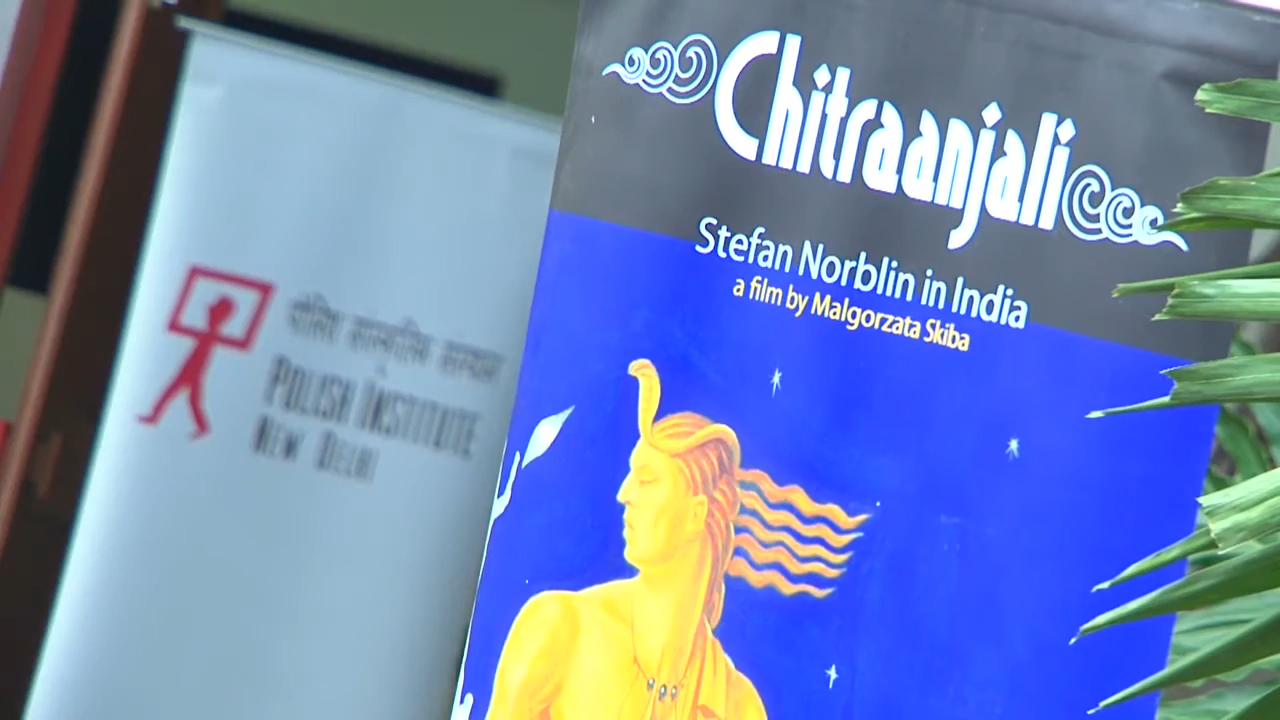 Chitraanjali
Stefan Norblin in India
a film by Malgorzata Skiba
POLISH INSTITUTE
NEW DELHI